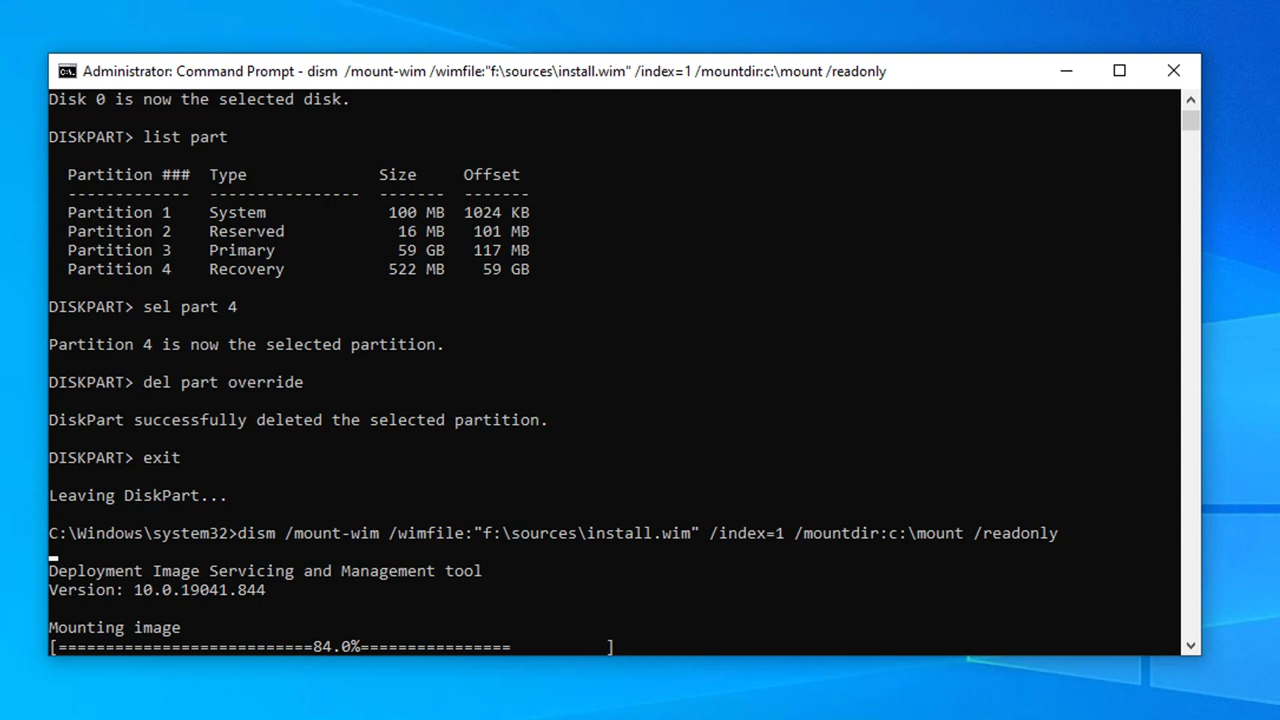 Administrator: Command Prompt - dism  /mount-wim /wimfile:"f:\sources\install.wim" /index=1 /mountdir:c:\mount /readonly
Disk 0 is now the selected disk.
DISKPART> list part
  Partition ###  Type              Size     Offset
  -------------  ----------------  -------  -------
  Partition 1    System             100 MB  1024 KB
  Partition 2    Reserved            16 MB   101 MB
  Partition 3    Primary             59 GB   117 MB
  Partition 4    Recovery           522 MB    59 GB
DISKPART> sel part 4
Partition 4 is now the selected partition.
DISKPART> del part override
DiskPart successfully deleted the selected partition.
DISKPART> exit
Leaving DiskPart...
C:\Windows\system32>dism /mount-wim /wimfile:"f:\sources\install.wim" /index=1 /mountdir:c:\mount /readonly
Deployment Image Servicing and Management tool
Version: 10.0.19041.844
Mounting image
[===========================84.0%================          ]